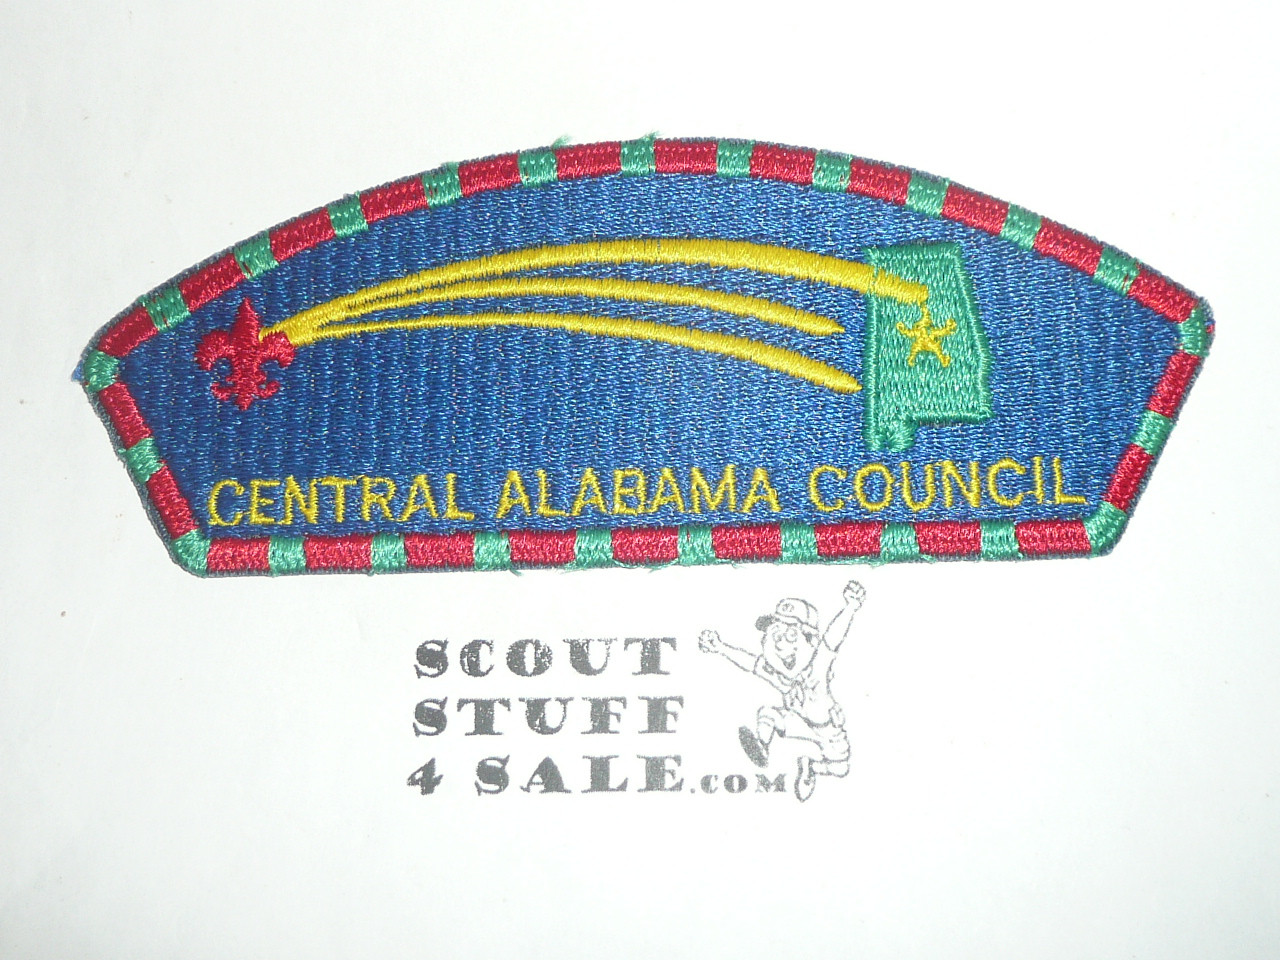 CENTRAL ALABAMA COUNCIL
SCOUT
STUFF
4 SALE.COM